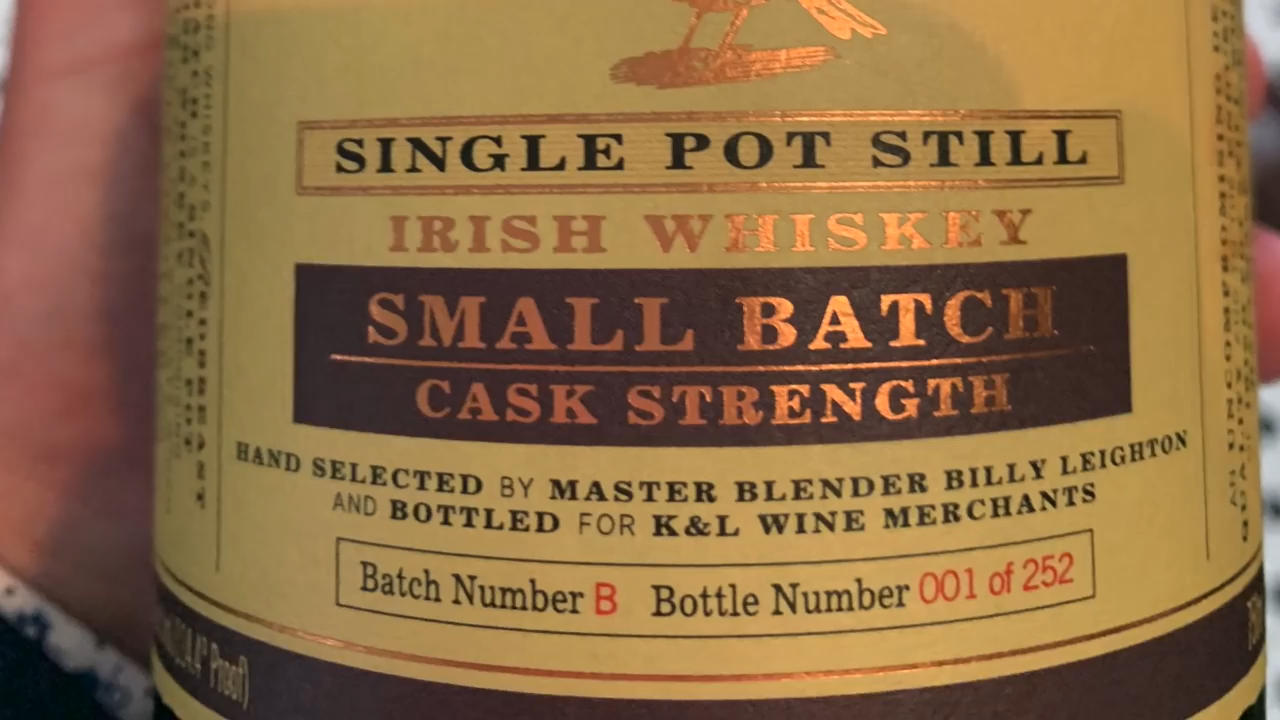 SINGLE POT STILL
IRISH WHISKEY
SMALL BATCH
CASK STRENGTH
HAND SELECTED BY MASTER BLENDER BILLY LEIGHTON
AND BOTTLED FOR K&L WINE MERCHANTS
Batch Number B Bottle Number 001 of 252
Proof)